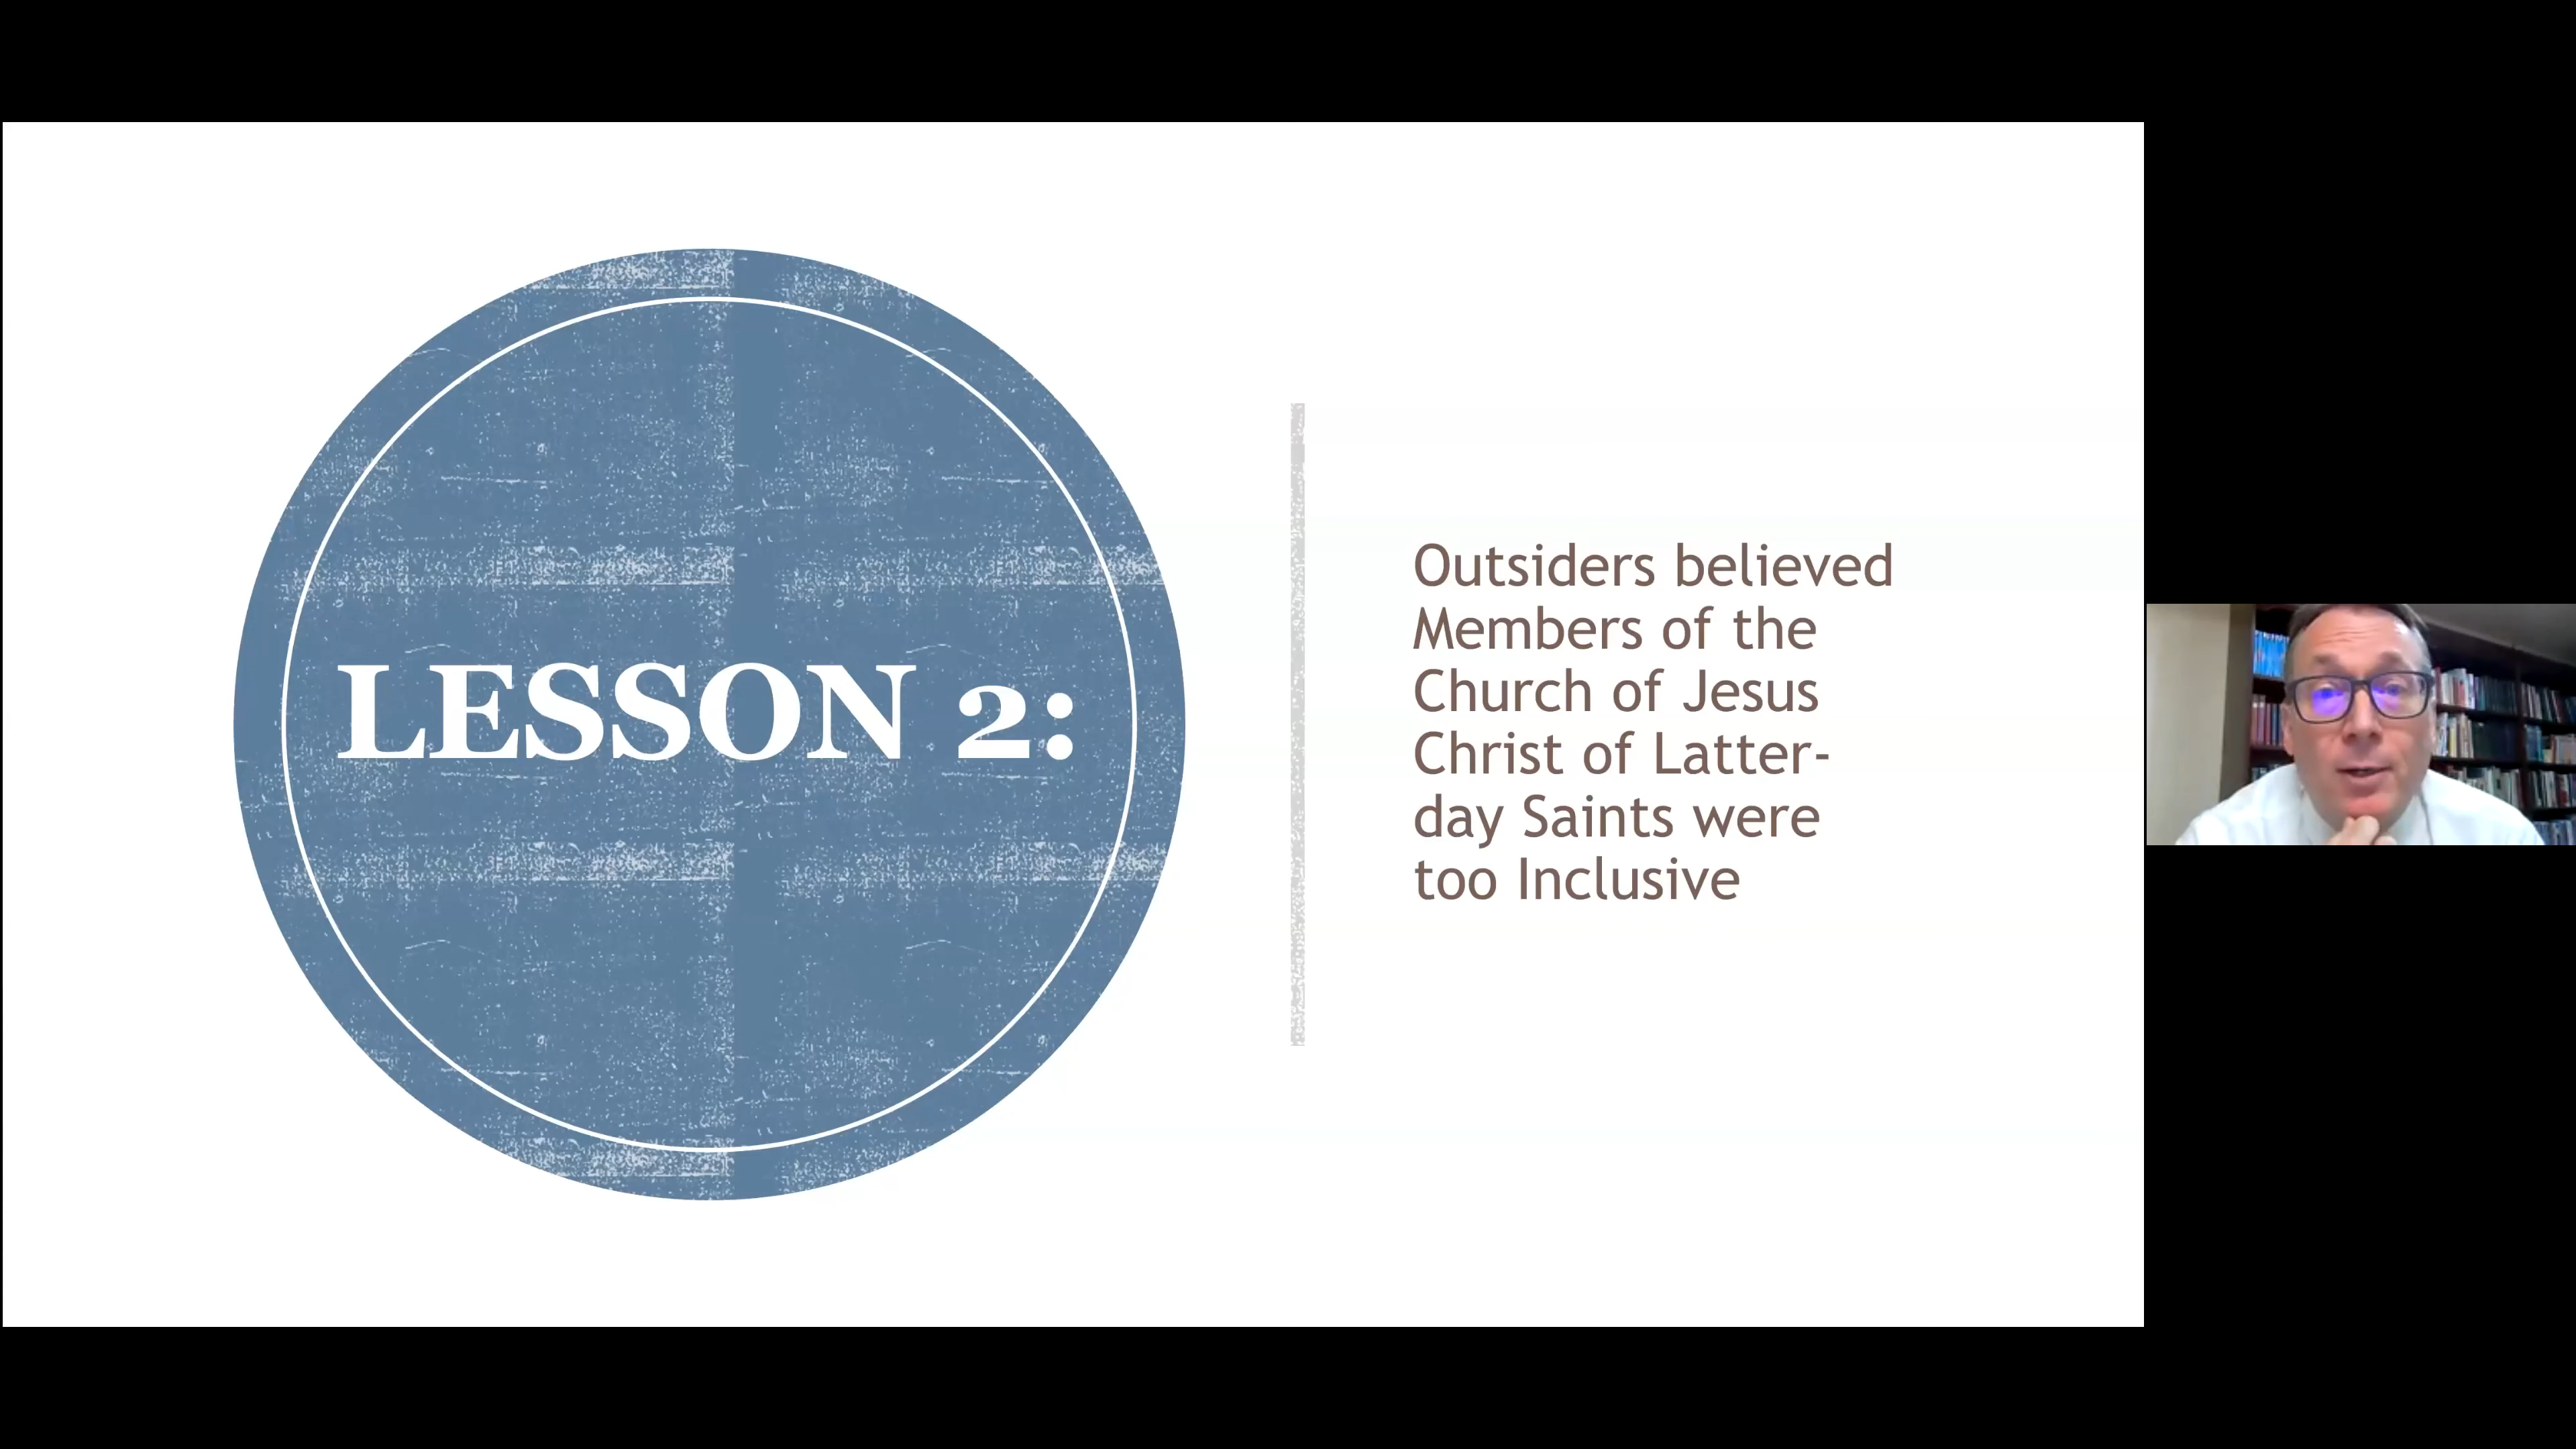 LESSON 2:
Outsiders believed
Members of the
Church of Jesus
Christ of Latter-
day Saints were
too Inclusive